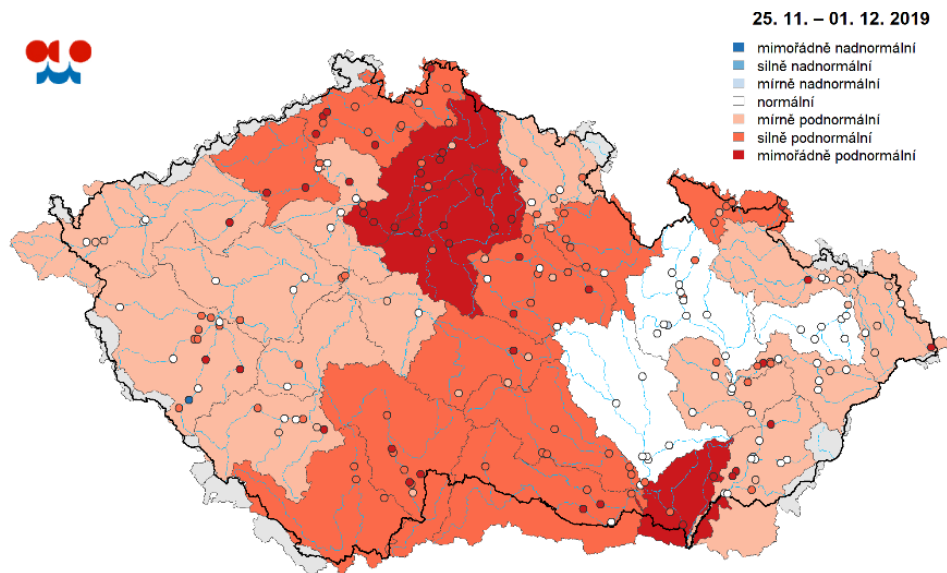 25. 11. – 01. 12. 2019
mimořádně nadnormální
silně nadnormální
mírně nadnormální
normální
mírně podnormální
silně podnormální
mimořádně podnormální